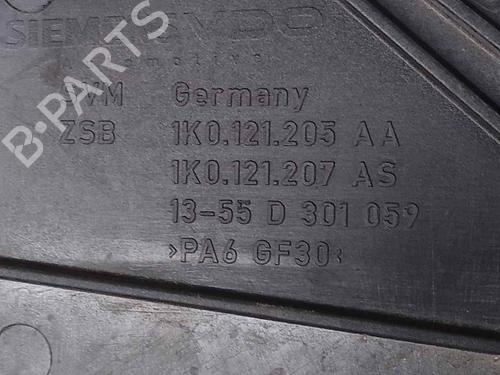 SIEMENS VDO
Automotive
SVM Germany
ZSB 1K0.121.205 AA
1K0.121.207 AS
13-55 D 301 059
>PA6 GF30<
B-PARTS